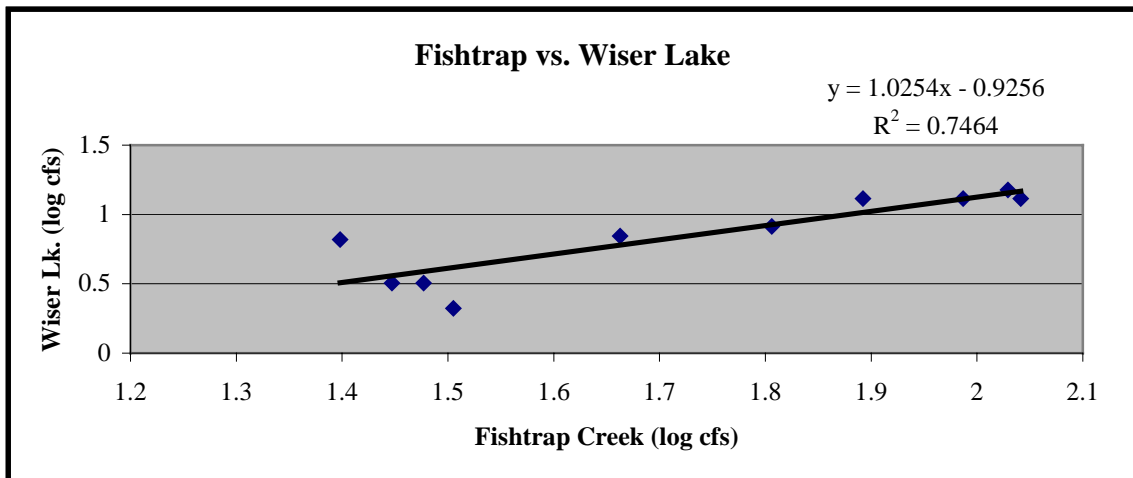 Fishtrap vs. Wiser Lake
y = 1.0254x - 0.9256
R² = 0.7464
Wiser Lk. (log cfs)
1.5
1
0.5
0
1.2 1.3 1.4 1.5 1.6 1.7 1.8 1.9 2 2.1
Fishtrap Creek (log cfs)